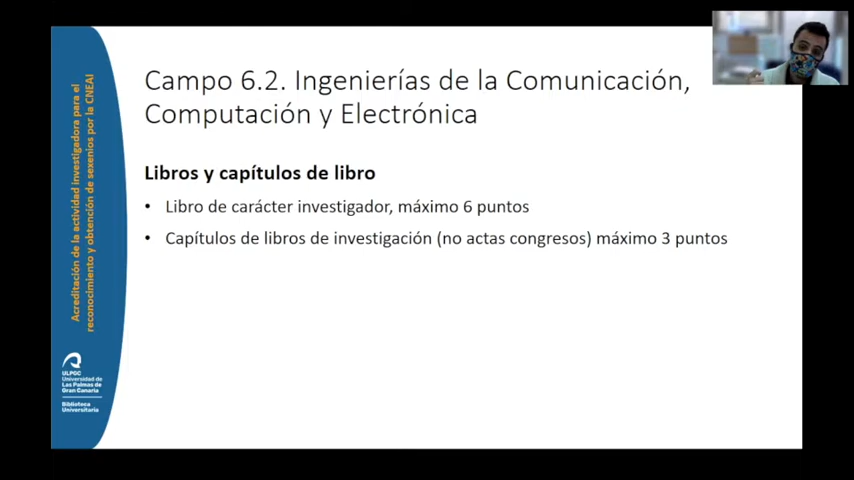 Acreditación de la actividad investigadora para el
reconocimiento y obtención de sexenios por la CNEAI
ULPGC
Universidad de
Las Palmas de
Gran Canaria
Biblioteca
Universitaria
Campo 6.2. Ingenierías de la Comunicación,
Computación y Electrónica
Libros y capítulos de libro
• Libro de carácter investigador, máximo 6 puntos
• Capítulos de libros de investigación (no actas congresos) máximo 3 puntos